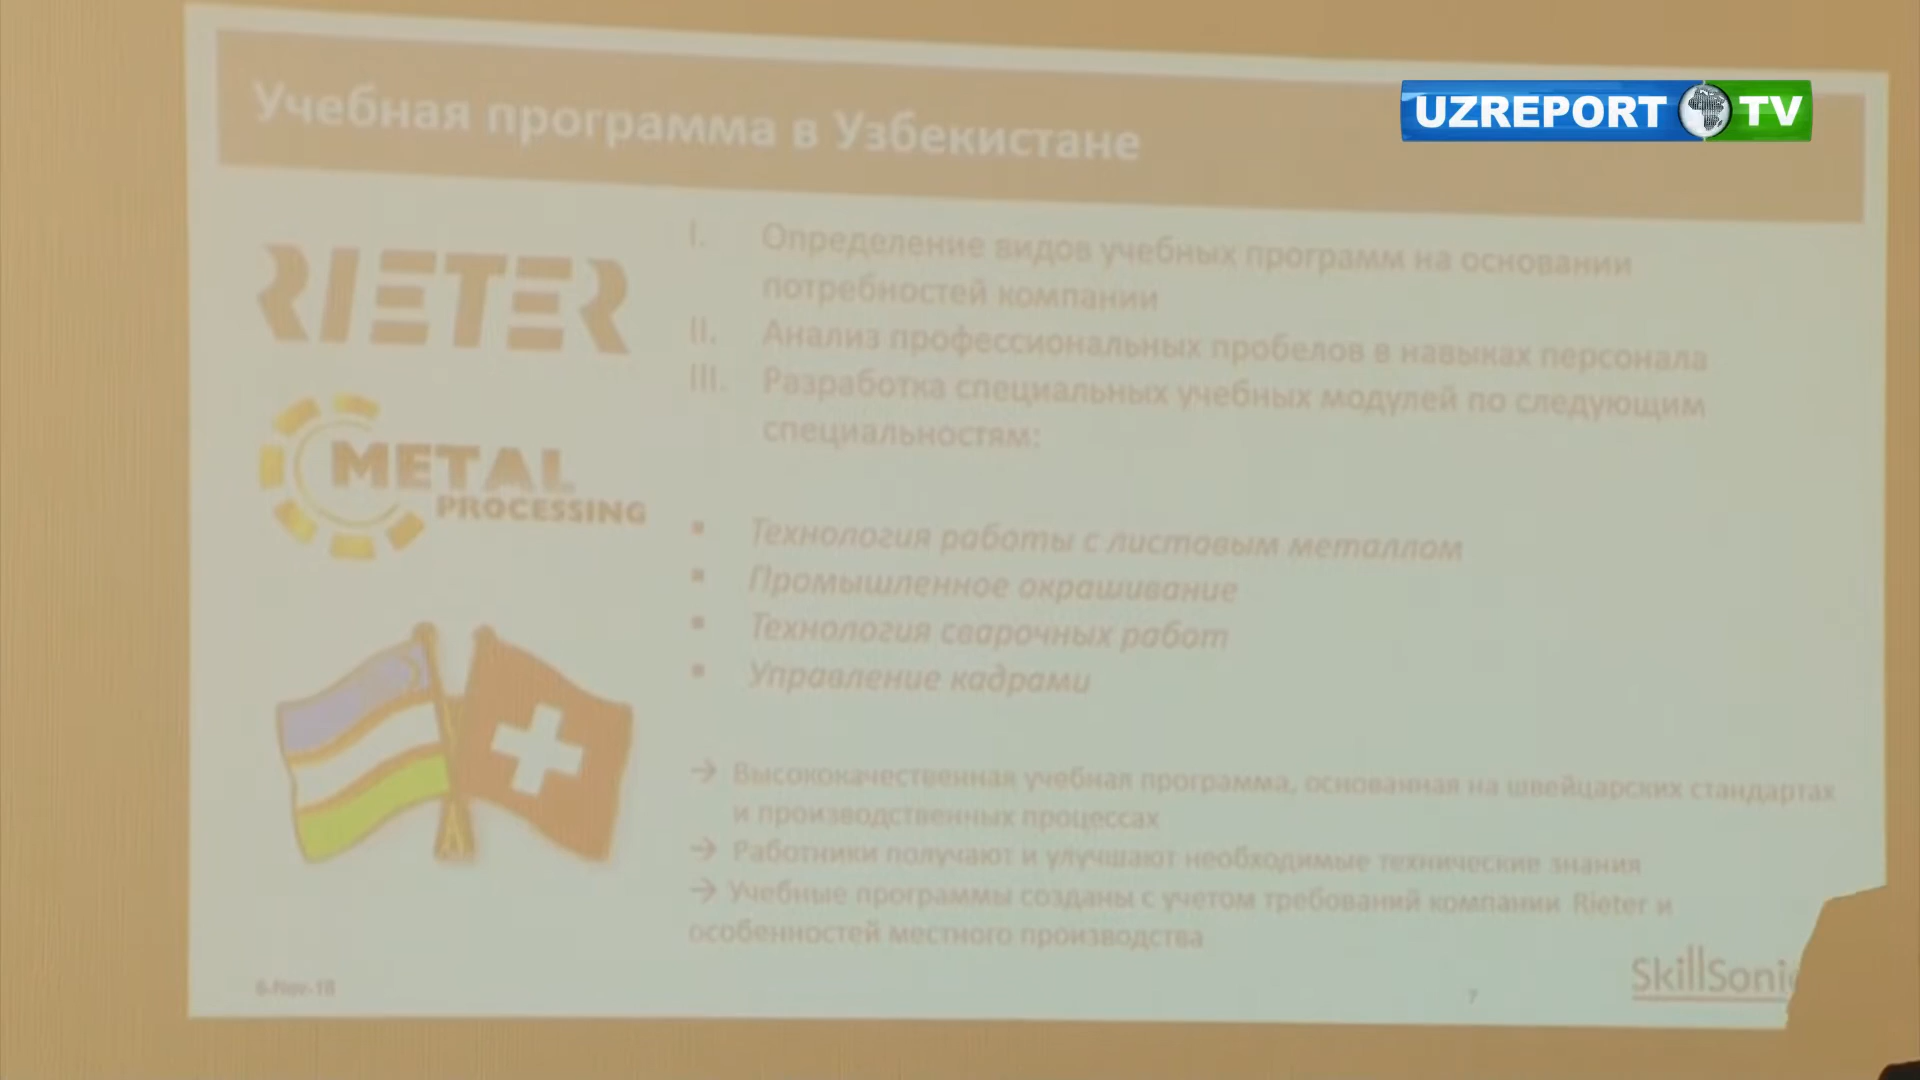 UZREPORT TV
Учебная программа в Узбекистане
RIETER
METAL
PROCESSING
I. Определение видов учебных программ на основании
потребностей компании
II. Анализ профессиональных пробелов в навыках персонала
III. Разработка специальных учебных модулей по следующим
специальностям:
▪ Технология работы с листовым металлом
▪ Промышленное окрашивание
▪ Технология сварочных работ
▪ Управление кадрами
→ Высококачественная учебная программа, основанная на швейцарских стандартах
и производственных процессах
→ Работники получают и улучшают необходимые технические знания
→ Учебные программы созданы с учетом требований компании Rieter и
особенностей местного производства
6-Nov-18
7
SkillSonic